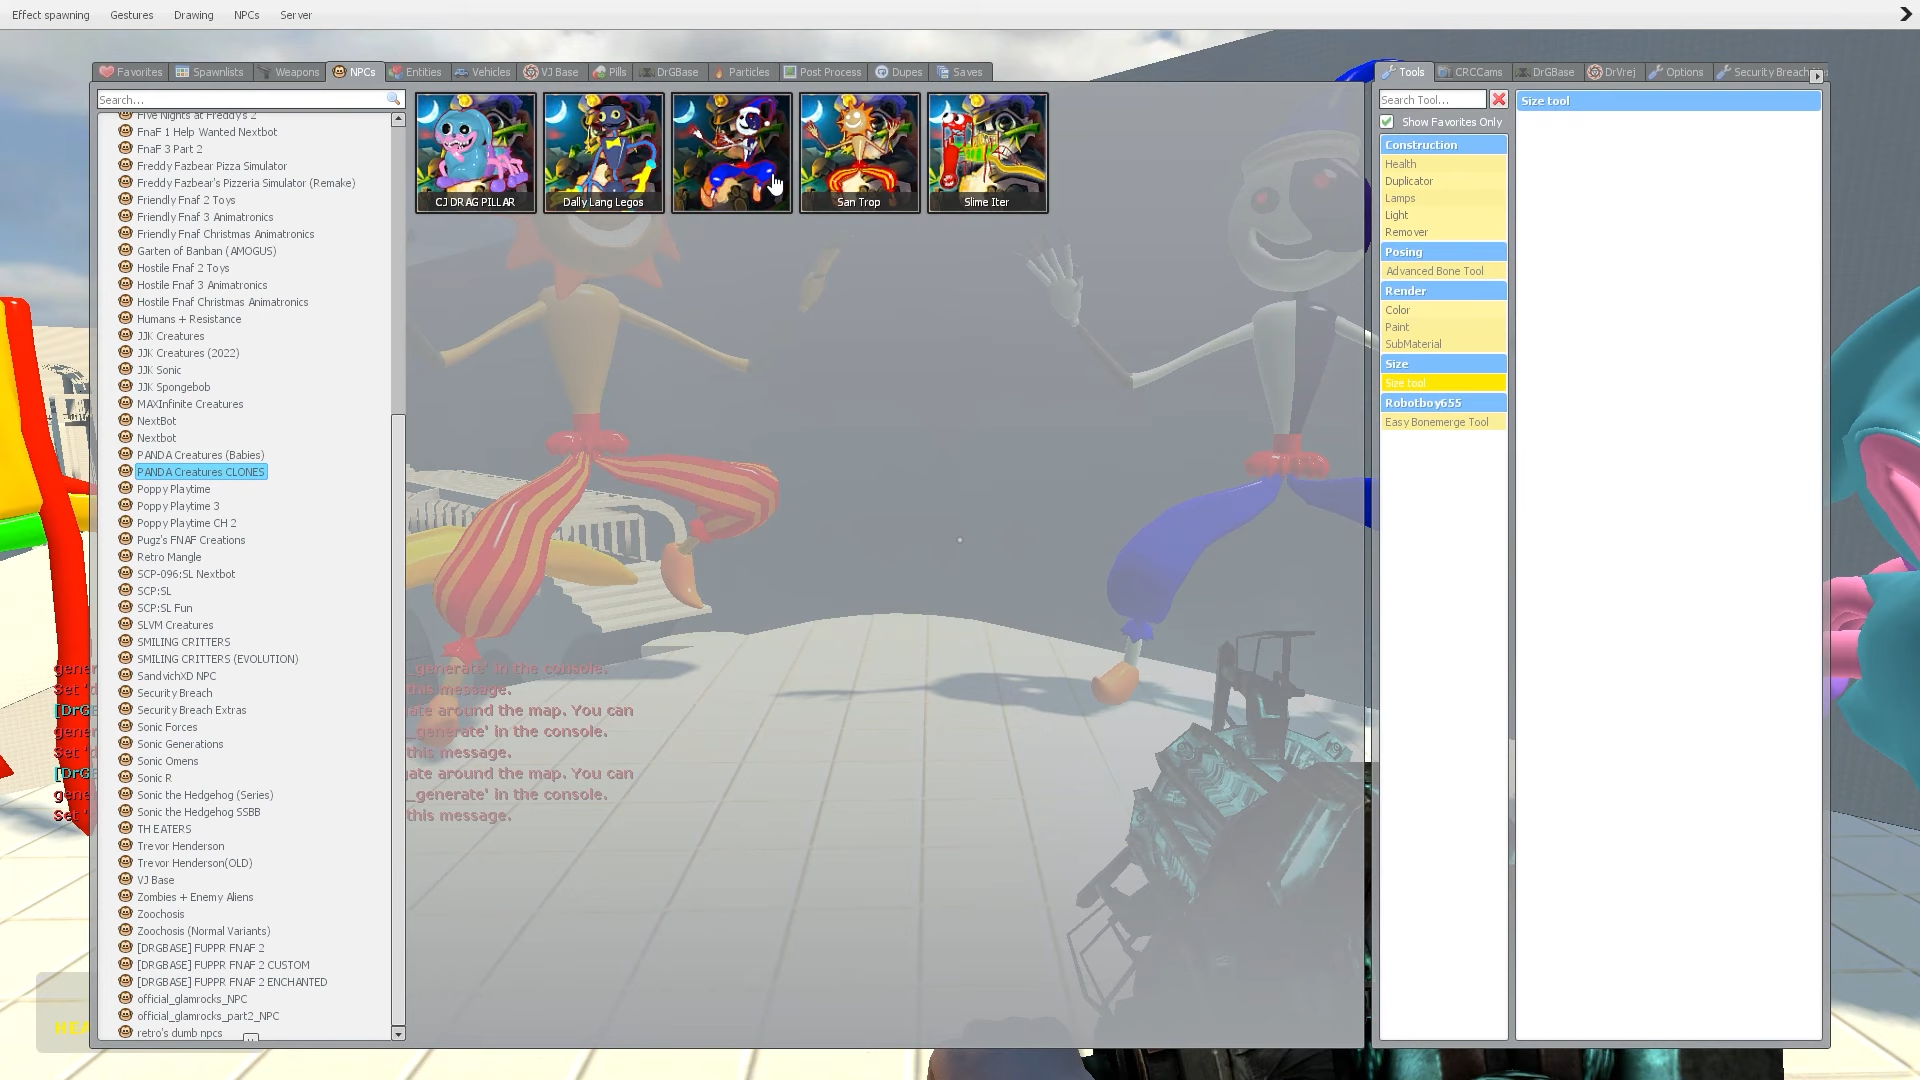 Effect spawning Gestures Drawing NPCs Server
Favorites Spawnlists Weapons NPCs Entities Vehicles VJ Base Pills DrGBase Particles Post Process Dupes Saves
Tools CRCCams DrGBase DrVrej Options Security Breach
Search...
Five Nights at Freddy's 2
FnaF 1 Help Wanted Nextbot
FnaF 3 Part 2
Freddy Fazbear Pizza Simulator
Freddy Fazbear's Pizzeria Simulator (Remake)
Friendly Fnaf 2 Toys
Friendly Fnaf 3 Animatronics
Friendly Fnaf Christmas Animatronics
Garten of Banban (AMOGUS)
Hostile Fnaf 2 Toys
Hostile Fnaf 3 Animatronics
Hostile Fnaf Christmas Animatronics
Humans + Resistance
JJK Creatures
JJK Creatures (2022)
JJK Sonic
JJK Spongebob
MAXInfinite Creatures
NextBot
Nextbot
PANDA Creatures (Babies)
PANDA Creatures CLONES
Poppy Playtime
Poppy Playtime 3
Poppy Playtime CH 2
Pugz's FNAF Creations
Retro Mangle
SCP-096:SL Nextbot
SCP:SL
SCP:SL Fun
SLVM Creatures
SMILING CRITTERS
SMILING CRITTERS (EVOLUTION)
SandvichXD NPC
Security Breach
Security Breach Extras
Sonic Forces
Sonic Generations
Sonic Omens
Sonic R
Sonic the Hedgehog (Series)
Sonic the Hedgehog SSBB
TH EATERS
Trevor Henderson
Trevor Henderson(OLD)
VJ Base
Zombies + Enemy Aliens
Zoochosis
Zoochosis (Normal Variants)
[DRGBASE] FUPPR FNAF 2
[DRGBASE] FUPPR FNAF 2 CUSTOM
[DRGBASE] FUPPR FNAF 2 ENCHANTED
official_glamrocks_NPC
official_glamrocks_part2_NPC
retro's dumb npcs
CJ DRAG PILLAR
Dally Lang Legos
San Trop
Slime Iter
_generate' in the console.
this message.
ate around the map. You can
_generate' in the console.
this message.
ate around the map. You can
_generate' in the console.
this message.
Search Tool...
Show Favorites Only
Construction
Health
Duplicator
Lamps
Light
Remover
Posing
Advanced Bone Tool
Render
Color
Paint
SubMaterial
Size
Size tool
Robotboy655
Easy Bonemerge Tool
Size tool